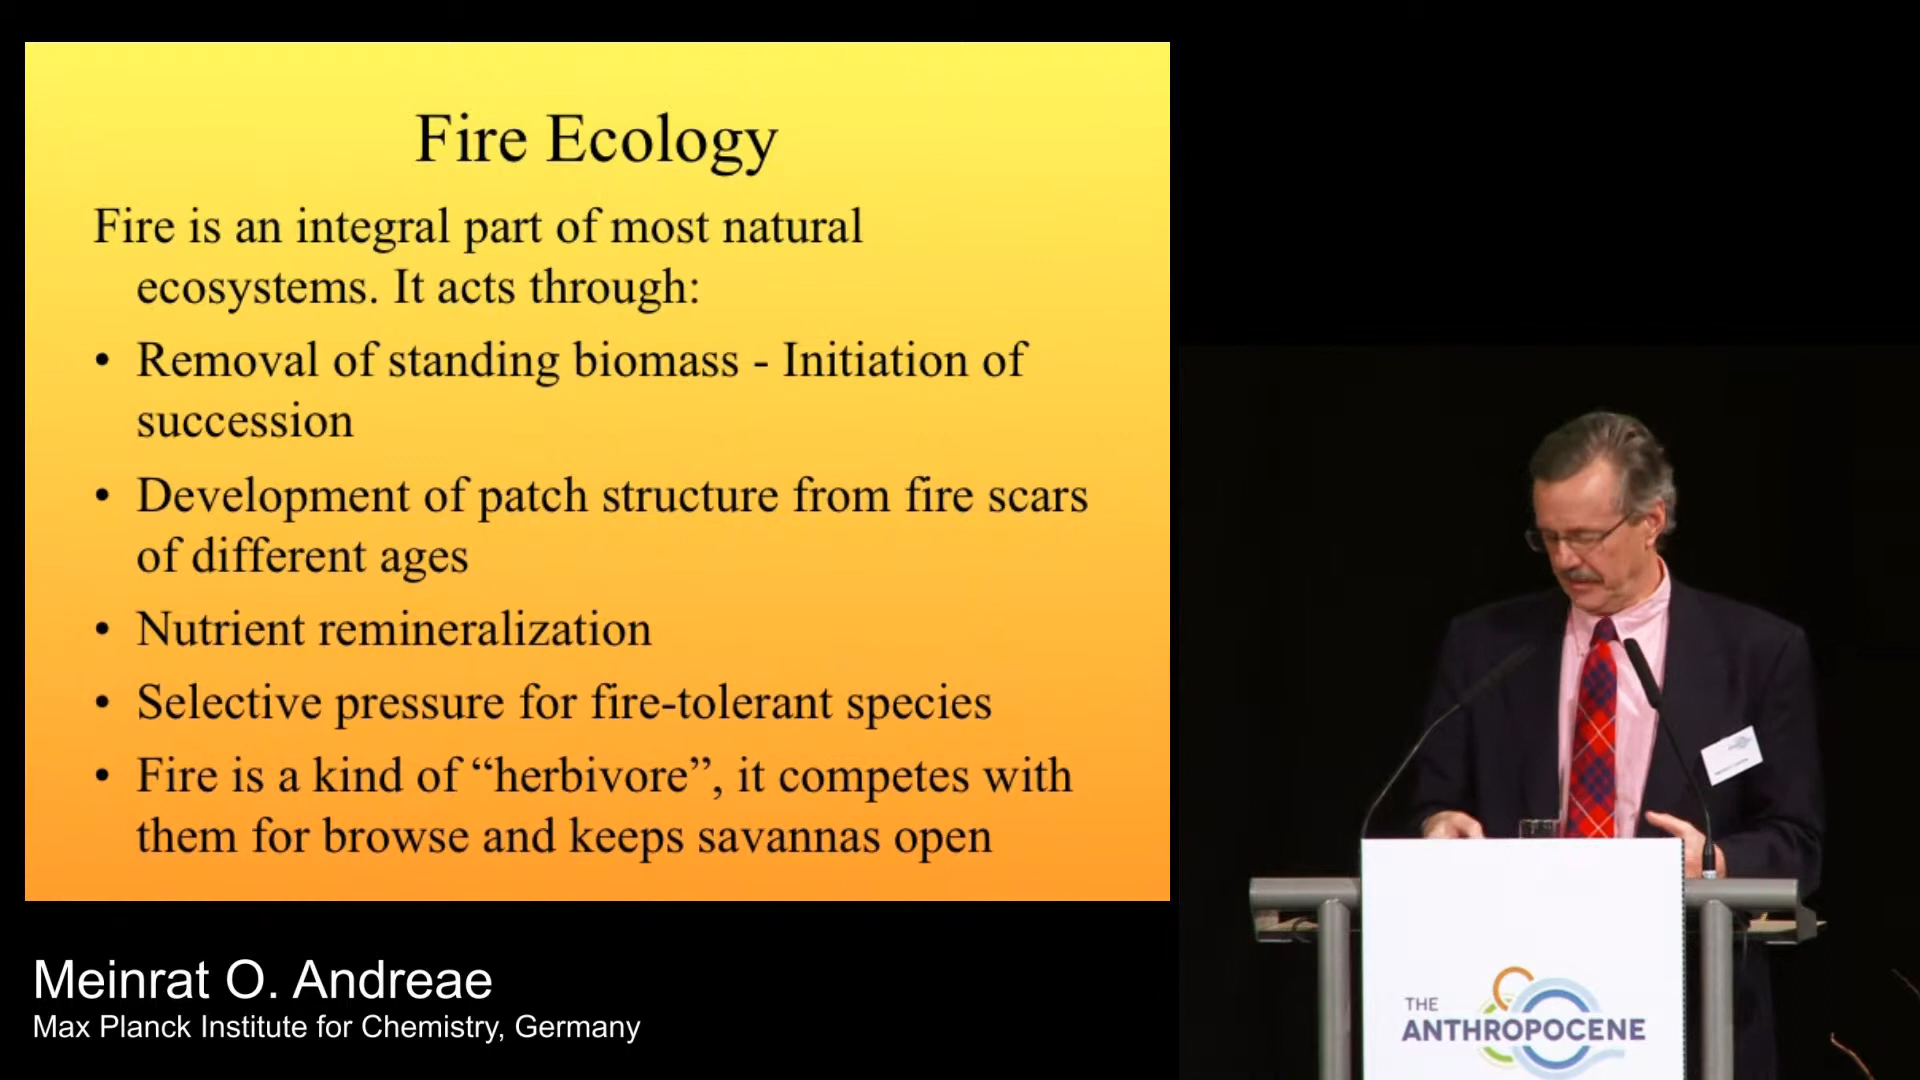 Fire Ecology
Fire is an integral part of most natural
ecosystems. It acts through:
• Removal of standing biomass - Initiation of
succession
• Development of patch structure from fire scars
of different ages
• Nutrient remineralization
• Selective pressure for fire-tolerant species
• Fire is a kind of “herbivore”, it competes with
them for browse and keeps savannas open
Meinrat O. Andreae
Max Planck Institute for Chemistry, Germany
THE
ANTHROPOCENE